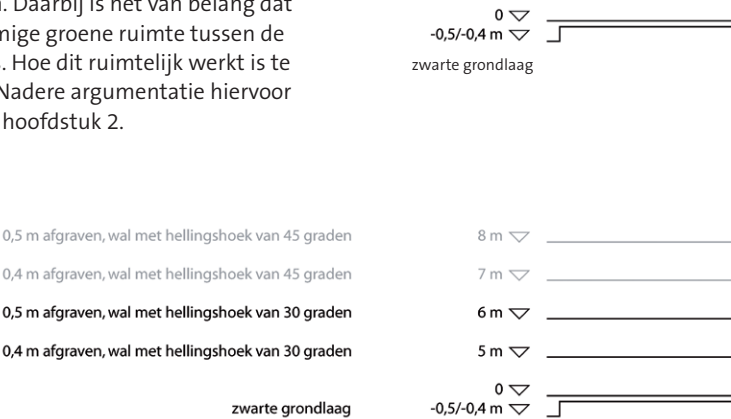 Daarbij is het van belang dat
mige groene ruimte tussen de
Hoe dit ruimtelijk werkt is te
Nadere argumentatie hiervoor
hoofdstuk 2.
0
-0,5/-0,4 m
zwarte grondlaag
0,5 m afgraven, wal met hellingshoek van 45 graden 8 m
0,4 m afgraven, wal met hellingshoek van 45 graden 7 m
0,5 m afgraven, wal met hellingshoek van 30 graden 6 m
0,4 m afgraven, wal met hellingshoek van 30 graden 5 m
0
zwarte grondlaag -0,5/-0,4 m